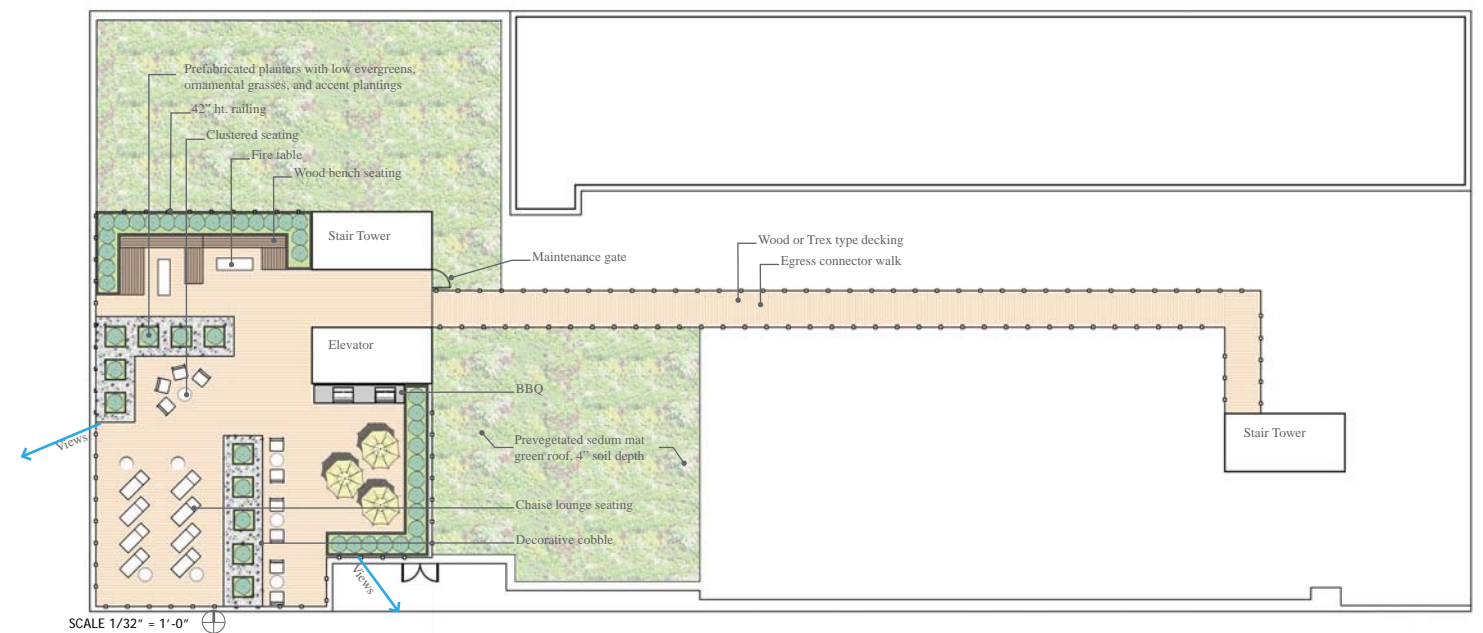 Prefabricated planters with low evergreens,
ornamental grasses, and accent plantings
42" ht. railing
Clustered seating
Fire table
Wood bench seating
Stair Tower
Maintenance gate
Wood or Trex type decking
Egress connector walk
Elevator
BBQ
Views
Prevegetated sedum mat
green roof, 4" soil depth
Stair Tower
Chaise lounge seating
Decorative cobble
Views
SCALE 1/32" = 1'-0"